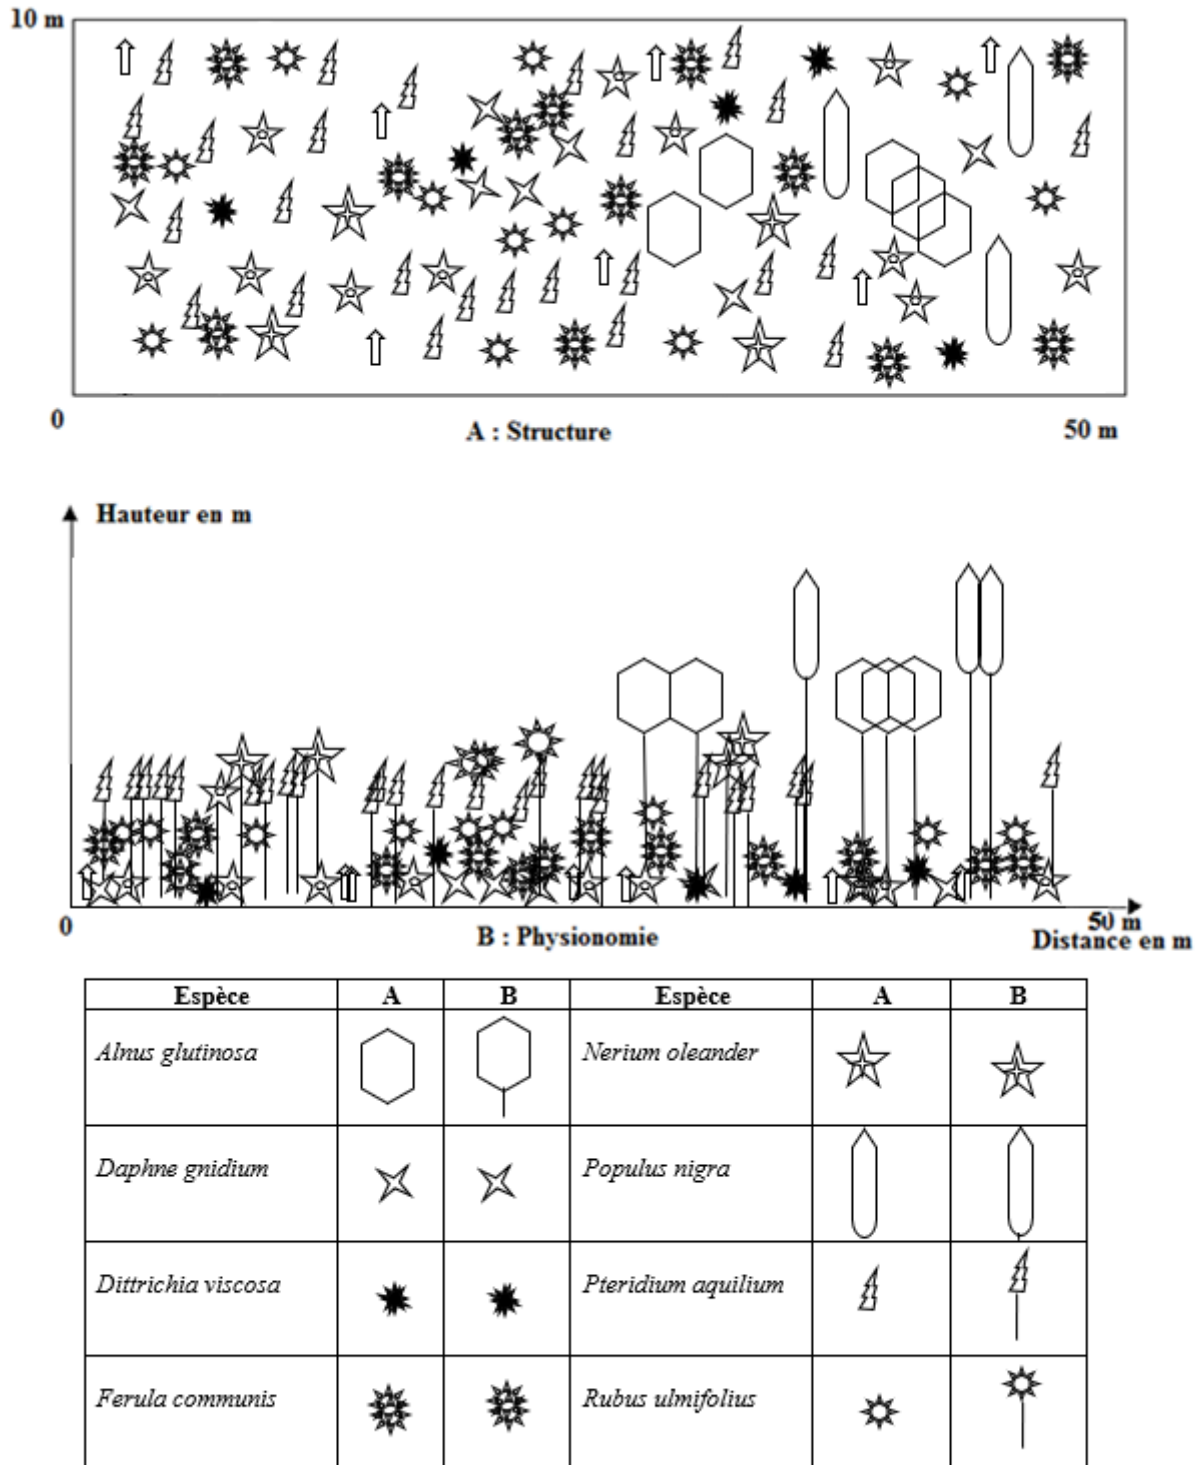 10 m
0
A : Structure
50 m
Hauteur en m
0
B : Physionomie
50 m
Distance en m
Espèce A B Espèce A B
Alnus glutinosa Nerium oleander
Daphne gnidium Populus nigra
Dittrichia viscosa Pteridium aquilium
Ferula communis Rubus ulmifolius